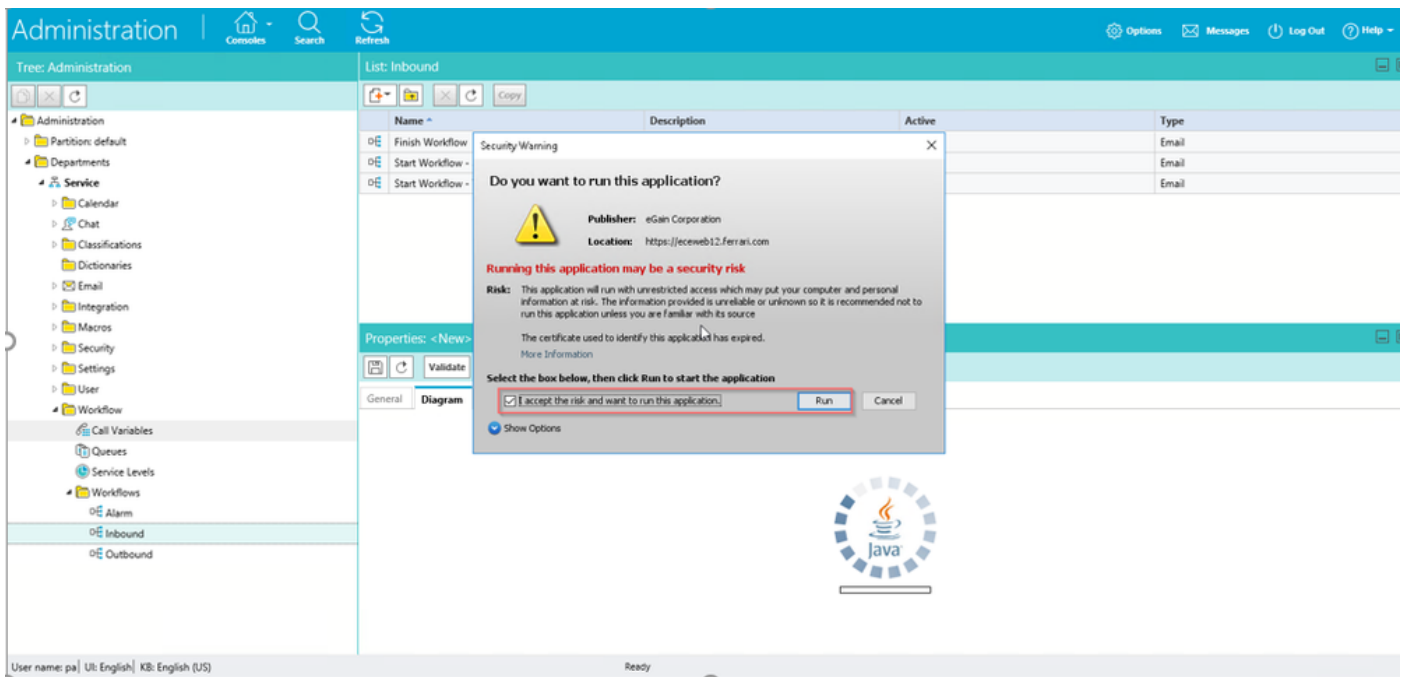 Administration
Consoles
Search
Refresh
Options
Messages
Log Out
Help
Tree: Administration
List: Inbound
Copy
Name
Description
Active
Type
Administration
Partition: default
Departments
Service
Calendar
Chat
Classifications
Dictionaries
Email
Integration
Macros
Security
Settings
User
Workflow
Call Variables
Queues
Service Levels
Workflows
Alarm
Inbound
Outbound
Finish Workflow
Email
Start Workflow -
Email
Start Workflow -
Email
Security Warning
Do you want to run this application?
Publisher: eGain Corporation
Location: https://eceweb12.ferrari.com
Running this application may be a security risk
Risk: This application will run with unrestricted access which may put your computer and personal
information at risk. The information provided is unreliable or unknown so it is recommended not to
run this application unless you are familiar with its source
The certificate used to identify this application has expired.
More Information
Select the box below, then click Run to start the application
I accept the risk and want to run this application.
Run
Cancel
Show Options
Properties: <New>
Validate
General
Diagram
Java
User name: pa
UI: English
KB: English (US)
Ready